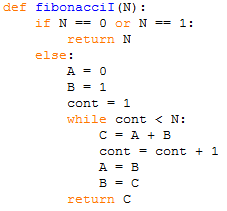 def fibonacciI(N):
    if N == 0 or N == 1:
        return N
    else:
        A = 0
        B = 1
        cont = 1
        while cont < N:
            C = A + B
            cont = cont + 1
            A = B
            B = C
        return C